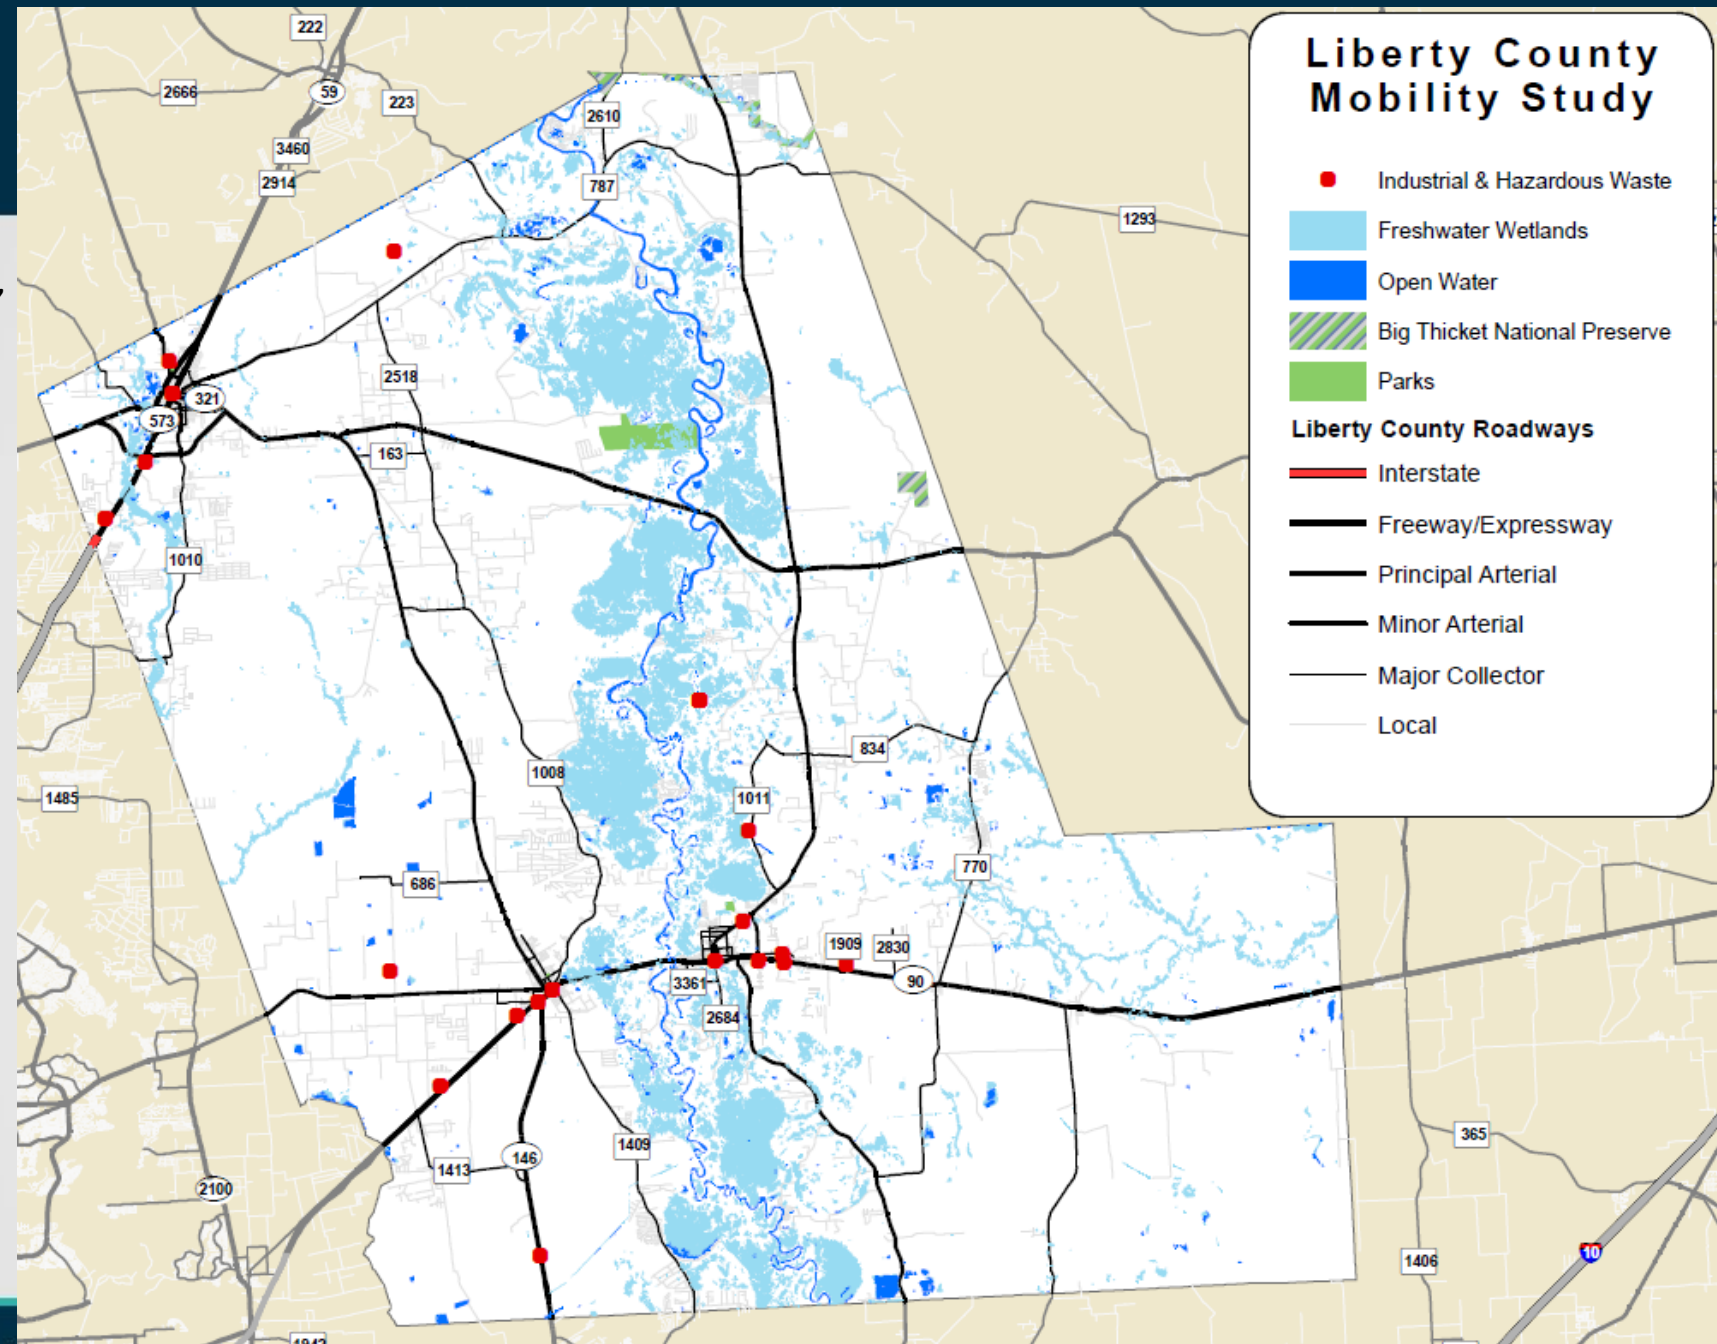 Liberty County
Mobility Study
Industrial & Hazardous Waste
Freshwater Wetlands
Open Water
Big Thicket National Preserve
Parks
Liberty County Roadways
Interstate
Freeway/Expressway
Principal Arterial
Minor Arterial
Major Collector
Local
222
2666
59
223
2610
3460
2914
787
1293
2518
321
573
163
1010
834
1008
1011
1485
770
686
1909
2830
90
3361
2684
1409
365
1413
146
2100
10
1406